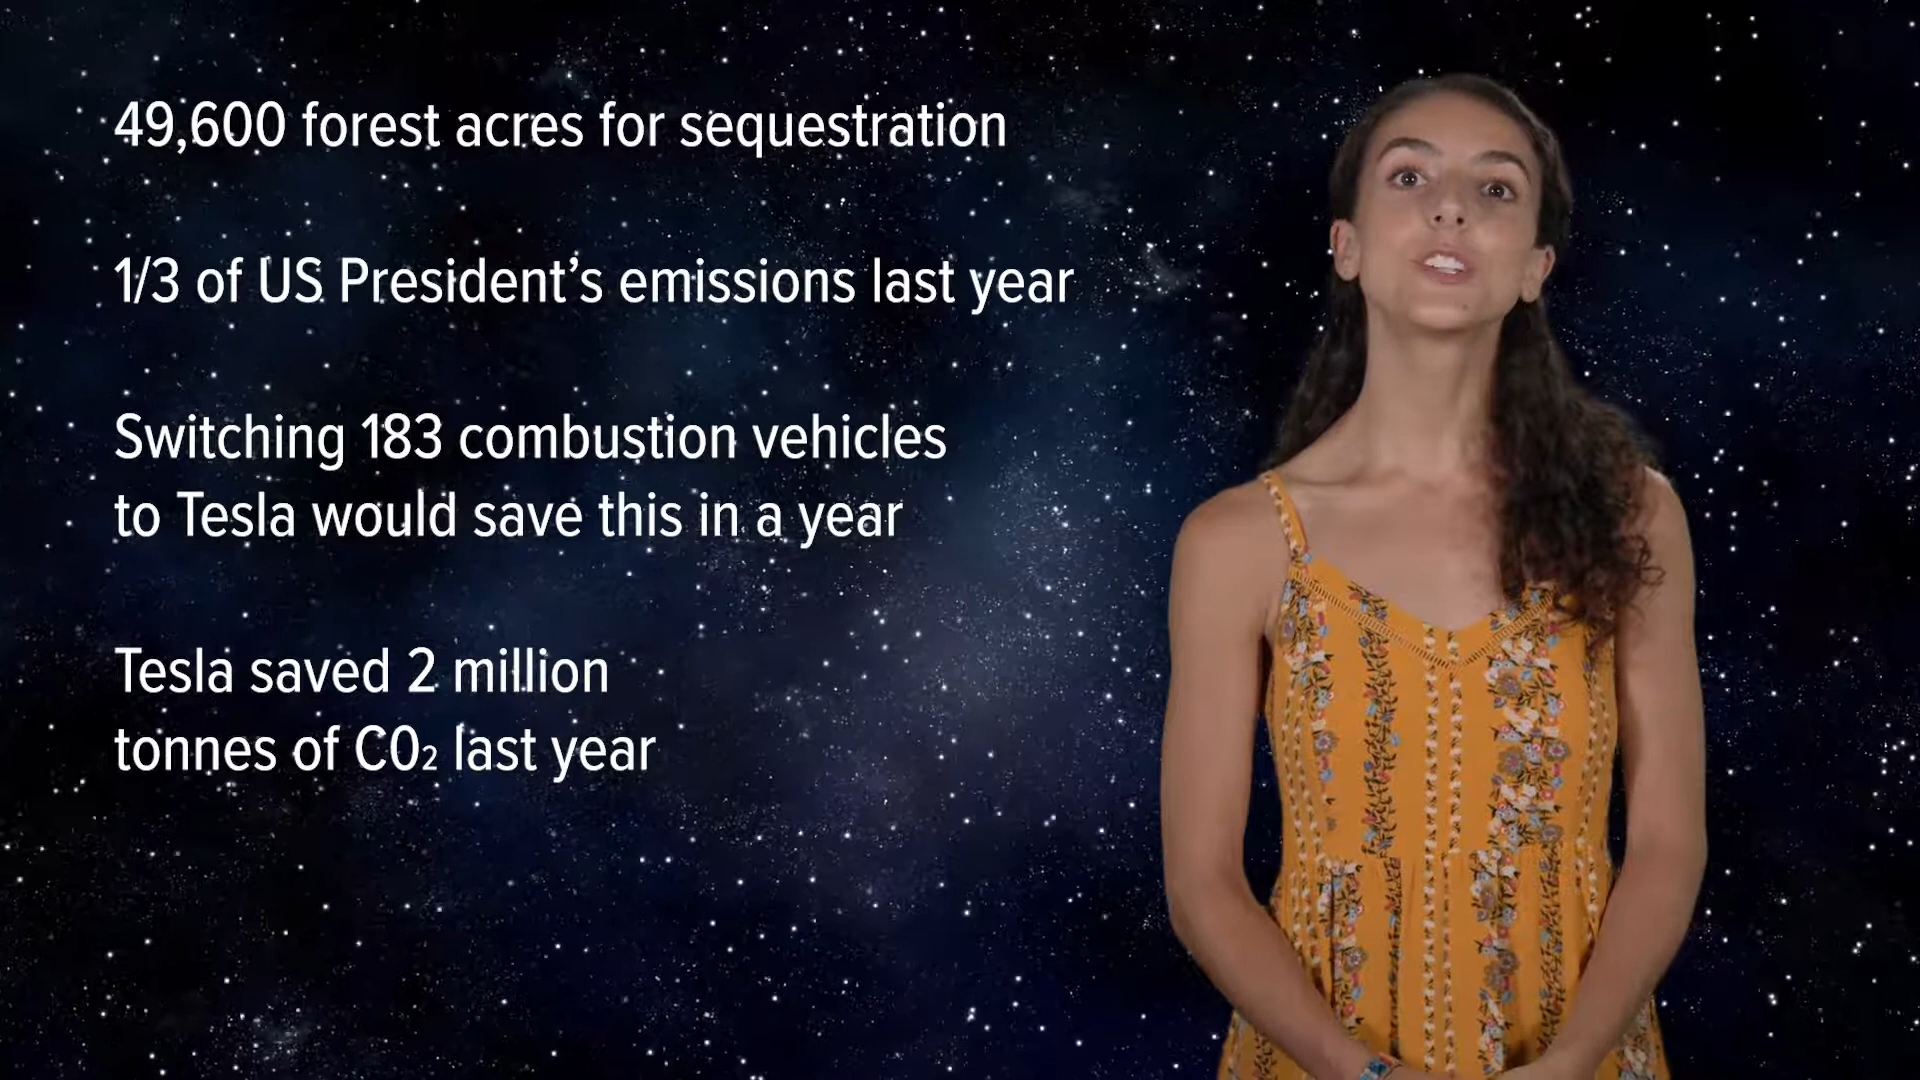 49,600 forest acres for sequestration
1/3 of US President’s emissions last year
Switching 183 combustion vehicles
to Tesla would save this in a year
Tesla saved 2 million
tonnes of CO₂ last year